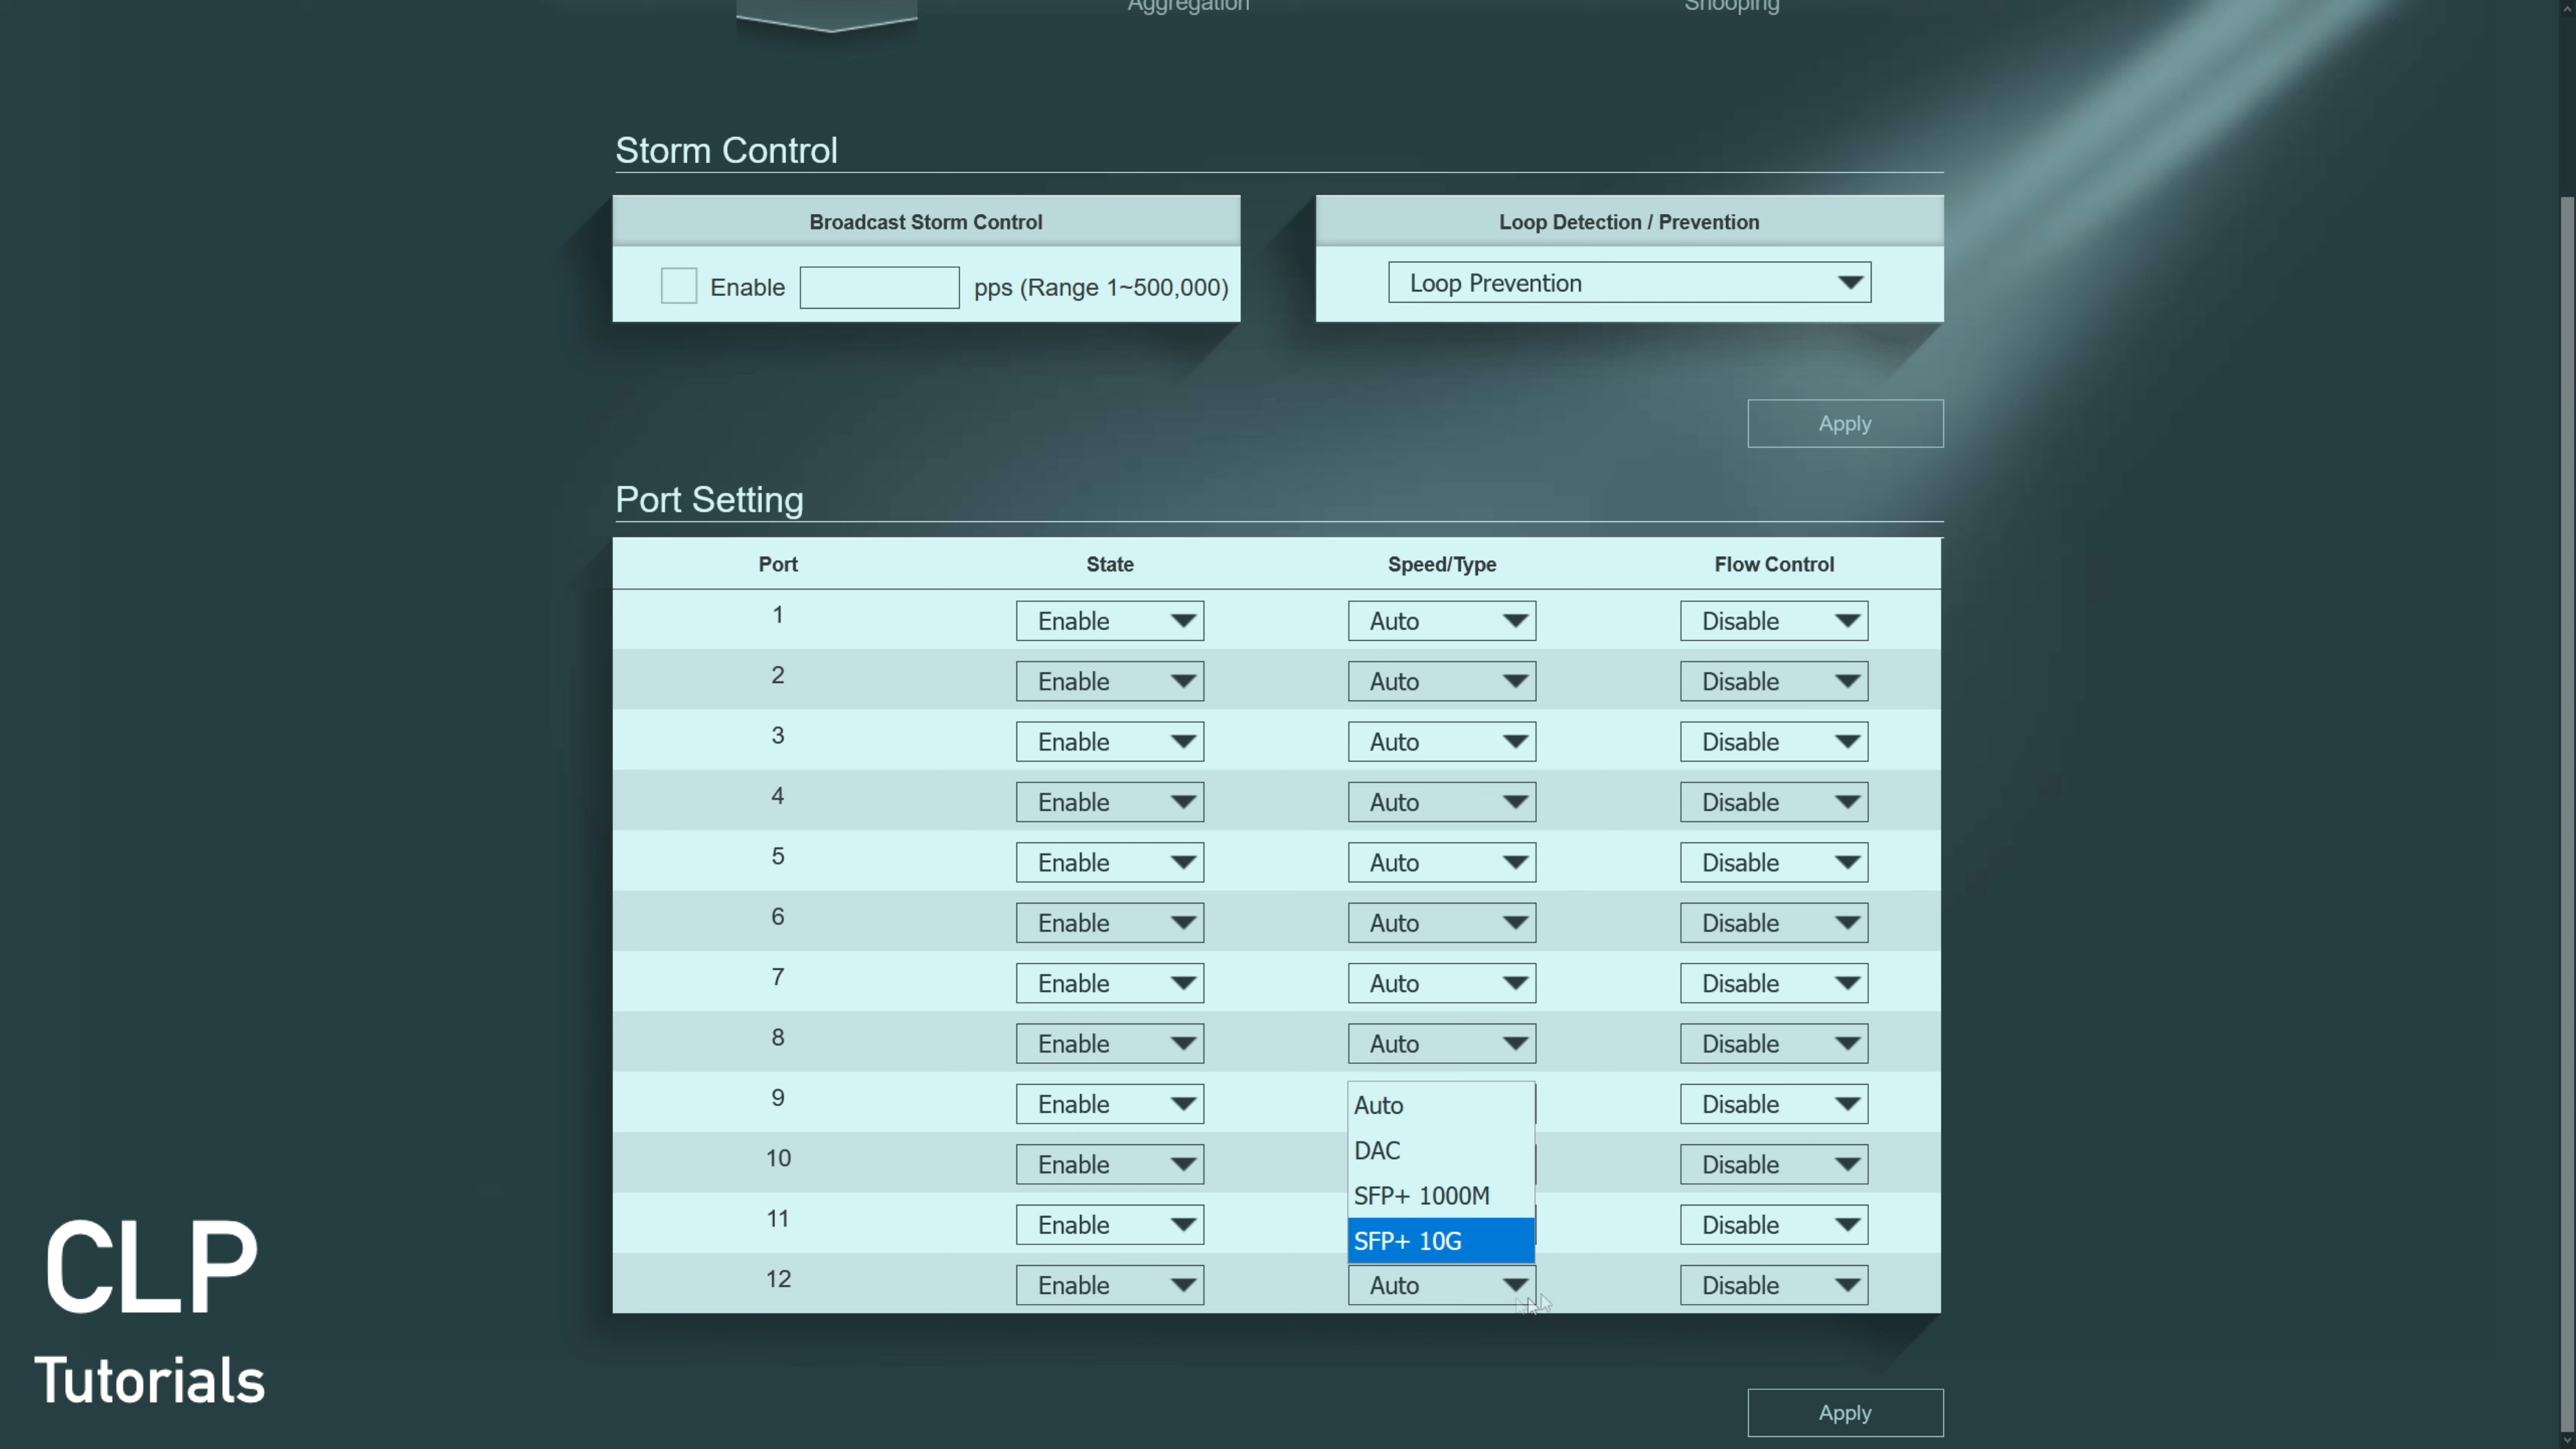 Aggregation Snooping
Storm Control
Broadcast Storm Control Loop Detection / Prevention
Enable pps (Range 1~500,000) Loop Prevention
Apply
Port Setting
Port State Speed/Type Flow Control
1 Enable Auto Disable
2 Enable Auto Disable
3 Enable Auto Disable
4 Enable Auto Disable
5 Enable Auto Disable
6 Enable Auto Disable
7 Enable Auto Disable
8 Enable Auto Disable
9 Enable Auto Disable
10 Enable DAC Disable
11 Enable SFP+ 1000M Disable
SFP+ 10G
12 Enable Auto Disable
Apply
CLP
Tutorials